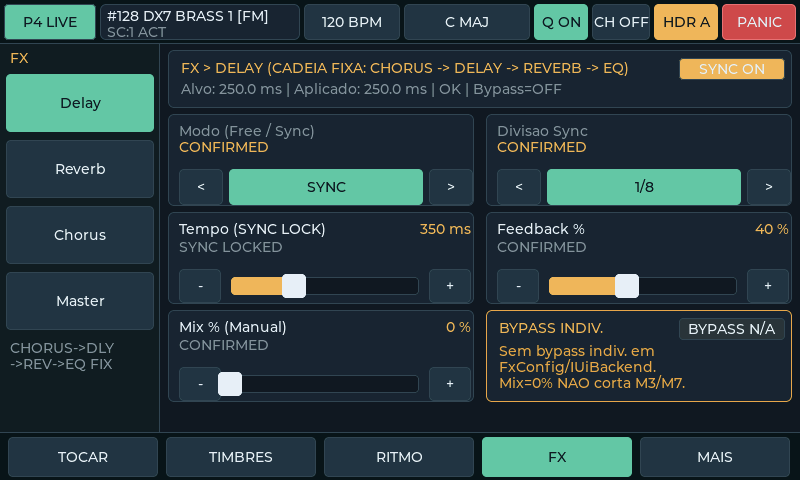 P4 LIVE
#128 DX7 BRASS 1 [FM]
SC:1 ACT
120 BPM
C MAJ
Q ON
CH OFF
HDR A
PANIC
FX
Delay
Reverb
Chorus
Master
CHORUS->DLY
->REV->EQ FIX
FX > DELAY (CADEIA FIXA: CHORUS -> DELAY -> REVERB -> EQ)
SYNC ON
Alvo: 250.0 ms | Aplicado: 250.0 ms | OK | Bypass=OFF
Modo (Free / Sync)
CONFIRMED
<
SYNC
>
Divisao Sync
CONFIRMED
<
1/8
>
Tempo (SYNC LOCK)
350 ms
SYNC LOCKED
-
+
Feedback %
40 %
CONFIRMED
-
+
Mix % (Manual)
0 %
CONFIRMED
-
+
BYPASS INDIV.
BYPASS N/A
Sem bypass indiv. em
FxConfig/IUiBackend.
Mix=0% NAO corta M3/M7.
TOCAR
TIMBRES
RITMO
FX
MAIS